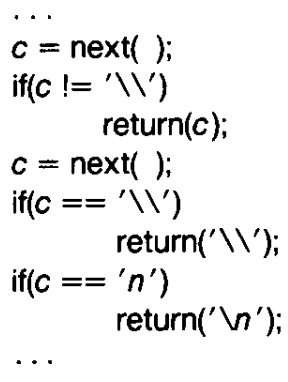 . . .
c = next( );
if(c != '\\')
return(c);
c = next( );
if(c == '\\')
return('\\');
if(c == 'n')
return('\n');
. . .